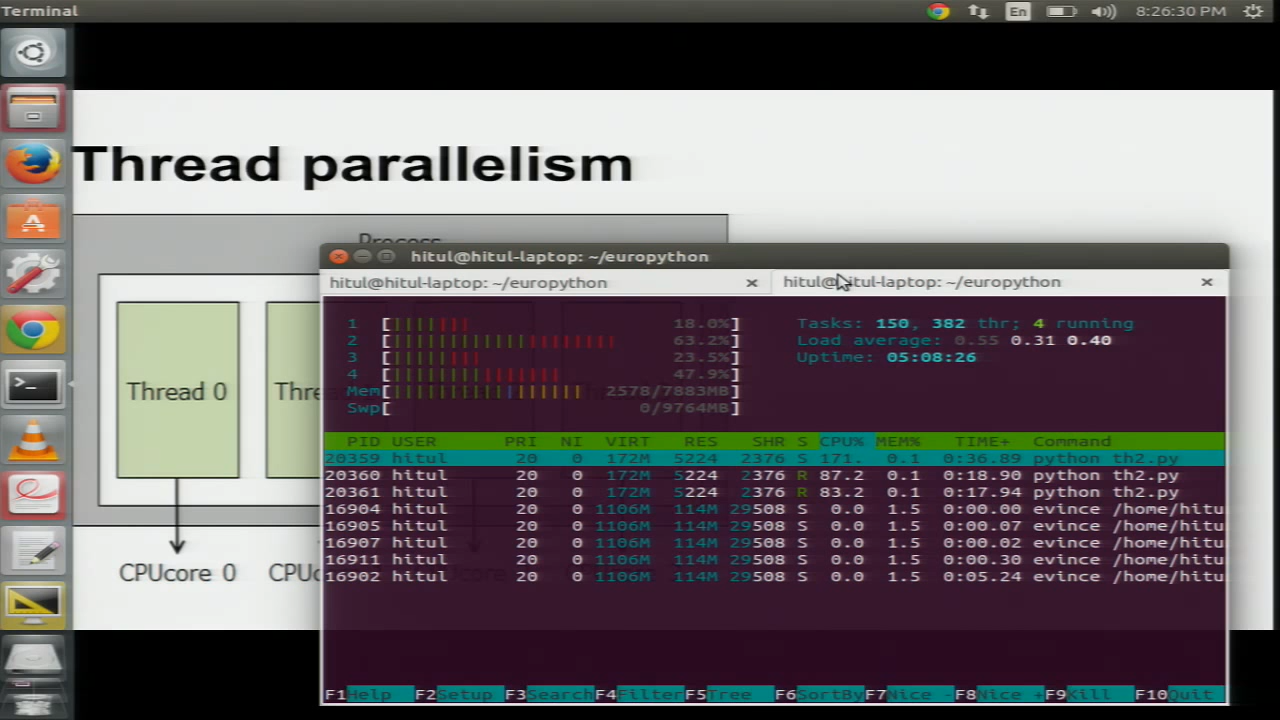 Terminal
En
8:26:30 PM
Thread parallelism
Process
hitul@hitul-laptop: ~/europython
hitul@hitul-laptop: ~/europython
hitul@hitul-laptop: ~/europython
1 [ 18.0%]
2 [ 63.2%]
3 [ 23.5%]
4 [ 47.9%]
Mem[ 2578/7883MB]
Swp[ 0/9764MB]
Tasks: 150, 382 thr; 4 running
Load average: 0.55 0.31 0.40
Uptime: 05:08:26
PID USER PRI NI VIRT RES SHR S CPU% MEM% TIME+ Command
20359 hitul 20 0 172M 5224 2376 S 171. 0.1 0:36.89 python th2.py
20360 hitul 20 0 172M 5224 2376 R 87.2 0.1 0:18.90 python th2.py
20361 hitul 20 0 172M 5224 2376 R 83.2 0.1 0:17.94 python th2.py
16904 hitul 20 0 1106M 114M 29508 S 0.0 1.5 0:00.00 evince /home/hitu
16905 hitul 20 0 1106M 114M 29508 S 0.0 1.5 0:00.07 evince /home/hitu
16907 hitul 20 0 1106M 114M 29508 S 0.0 1.5 0:00.02 evince /home/hitu
16911 hitul 20 0 1106M 114M 29508 S 0.0 1.5 0:00.30 evince /home/hitu
16902 hitul 20 0 1106M 114M 29508 S 0.0 1.5 0:05.24 evince /home/hitu
F1Help F2Setup F3Search F4Filter F5Tree F6SortBy F7Nice - F8Nice + F9Kill F10Quit
Thread 0
Thre
CPUcore 0
CPUc